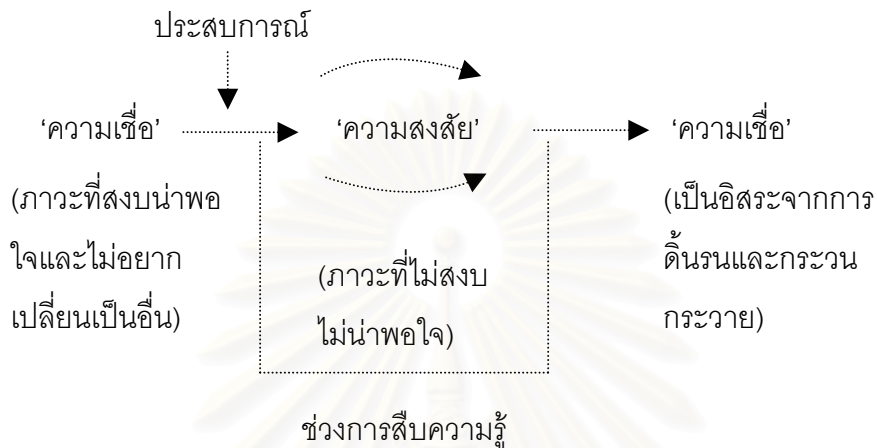 ประสบการณ์
‘ความเชื่อ’
‘ความสงสัย’
‘ความเชื่อ’
(ภาวะที่สงบน่าพอ
ใจและไม่อยาก
เปลี่ยนเป็นอื่น)
(ภาวะที่ไม่สงบ
ไม่น่าพอใจ)
(เป็นอิสระจากการ
ดิ้นรนและกระวน
กระวาย)
ช่วงการสืบความรู้